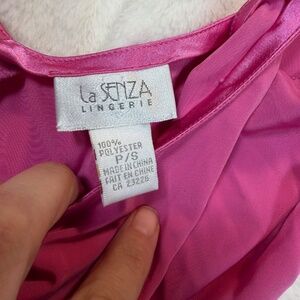 La SENZA
LINGERIE
100%
POLYESTER
P/S
MADE IN CHINA
FAIT EN CHINE
CA 23226